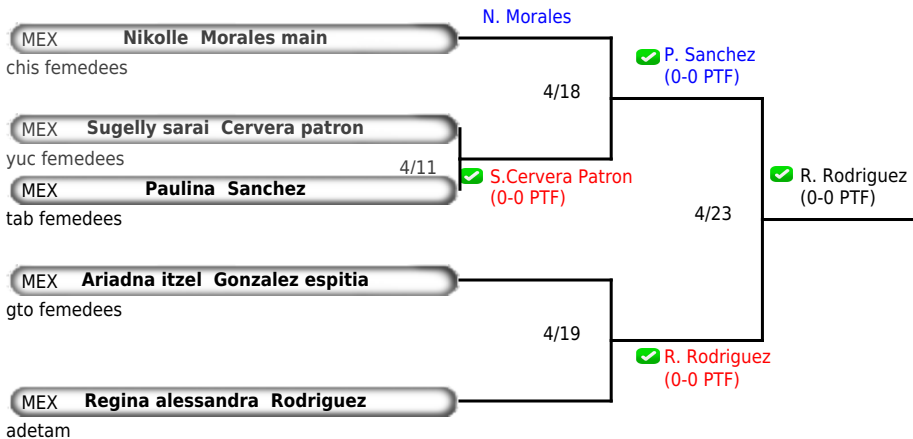 N. Morales
MEX Nikolle Morales main
chis femedees
P. Sanchez
(0-0 PTF)
4/18
MEX Sugelly sarai Cervera patron
yuc femedees
4/11
S.Cervera Patron
(0-0 PTF)
MEX Paulina Sanchez
tab femedees
R. Rodriguez
(0-0 PTF)
4/23
MEX Ariadna itzel Gonzalez espitia
gto femedees
4/19
R. Rodriguez
(0-0 PTF)
MEX Regina alessandra Rodriguez
adetam